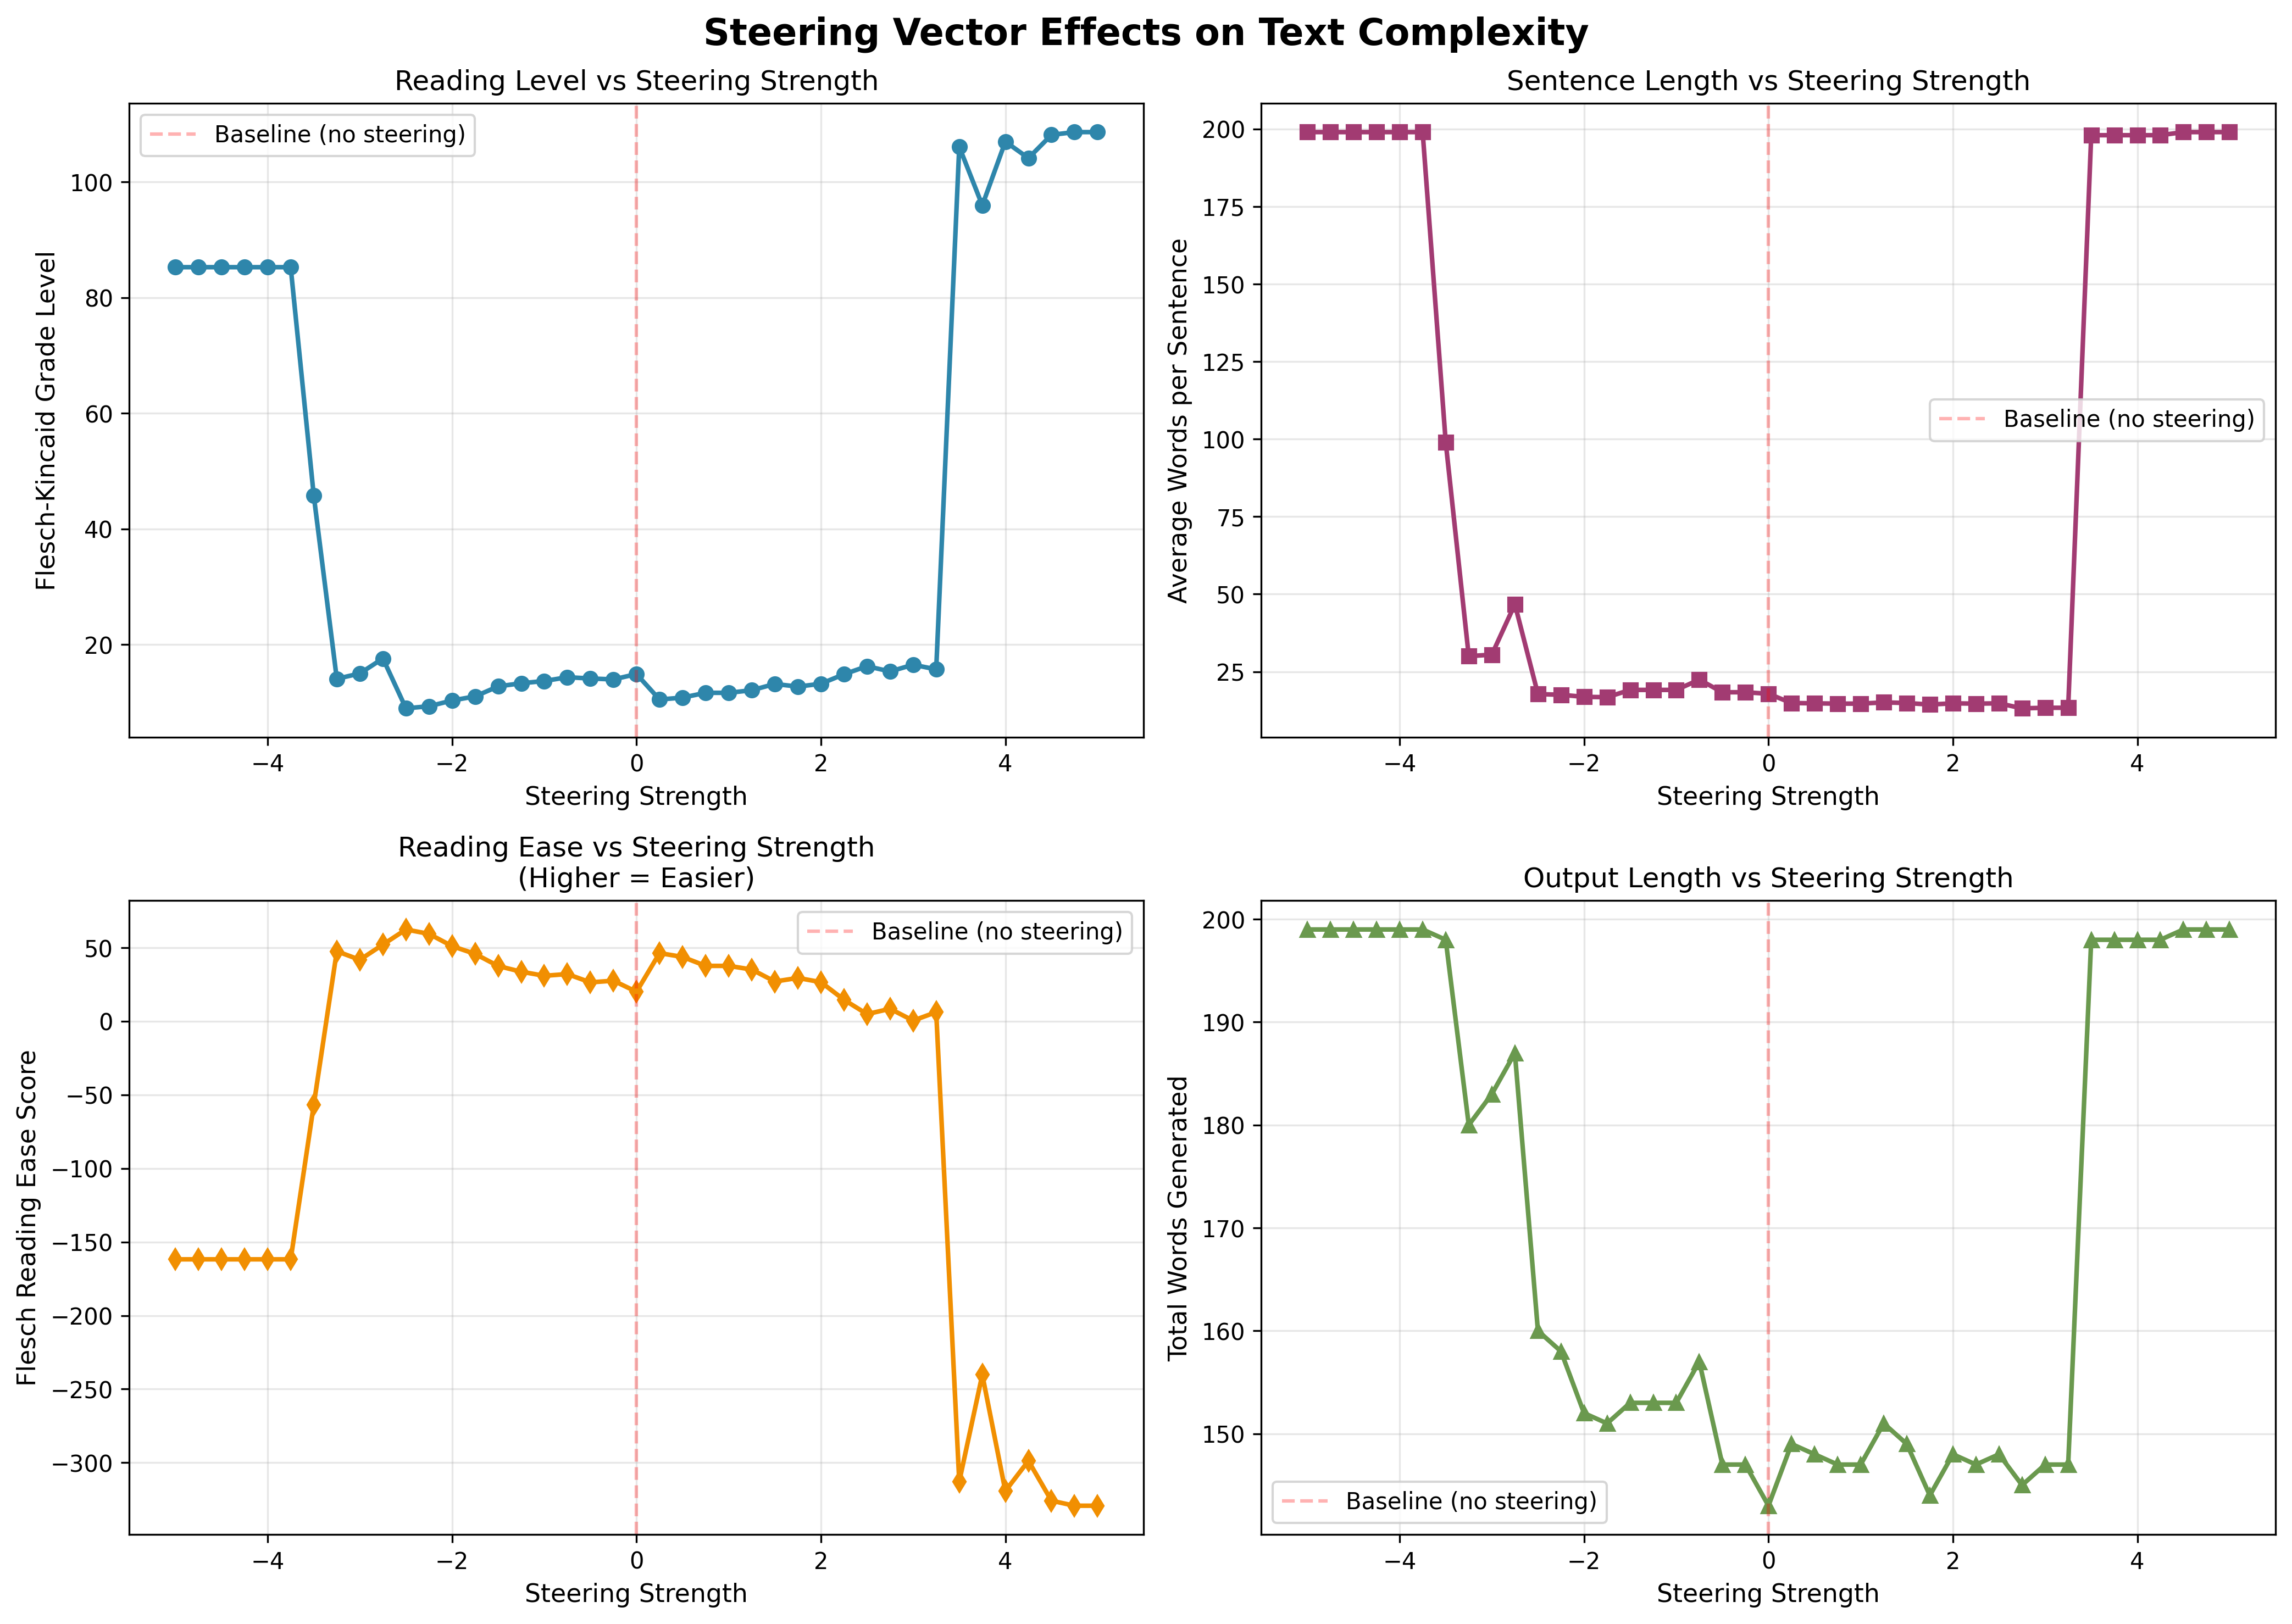 Steering Vector Effects on Text Complexity
Reading Level vs Steering Strength
Baseline (no steering)
Flesch-Kincaid Grade Level
100
80
60
40
20
−4
−2
0
2
4
Steering Strength
Sentence Length vs Steering Strength
Baseline (no steering)
Average Words per Sentence
200
175
150
125
100
75
50
25
−4
−2
0
2
4
Steering Strength
Reading Ease vs Steering Strength
(Higher = Easier)
Baseline (no steering)
Flesch Reading Ease Score
50
0
−50
−100
−150
−200
−250
−300
−4
−2
0
2
4
Steering Strength
Output Length vs Steering Strength
Baseline (no steering)
Total Words Generated
200
190
180
170
160
150
−4
−2
0
2
4
Steering Strength